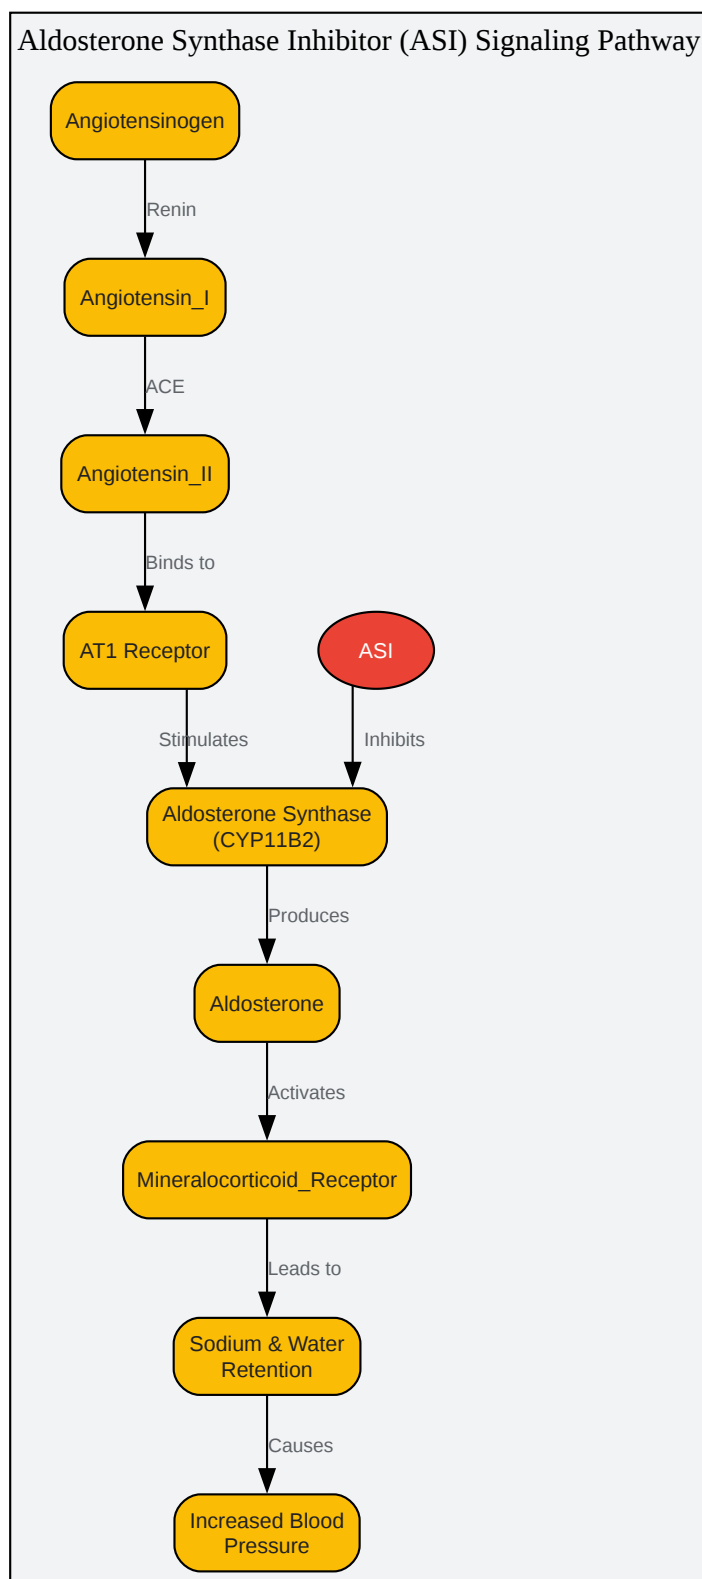 Aldosterone Synthase Inhibitor (ASI) Signaling Pathway
Angiotensinogen
Renin
Angiotensin_I
ACE
Angiotensin_II
Binds to
AT1 Receptor
ASI
Stimulates
Inhibits
Aldosterone Synthase
(CYP11B2)
Produces
Aldosterone
Activates
Mineralocorticoid_Receptor
Leads to
Sodium & Water
Retention
Causes
Increased Blood
Pressure